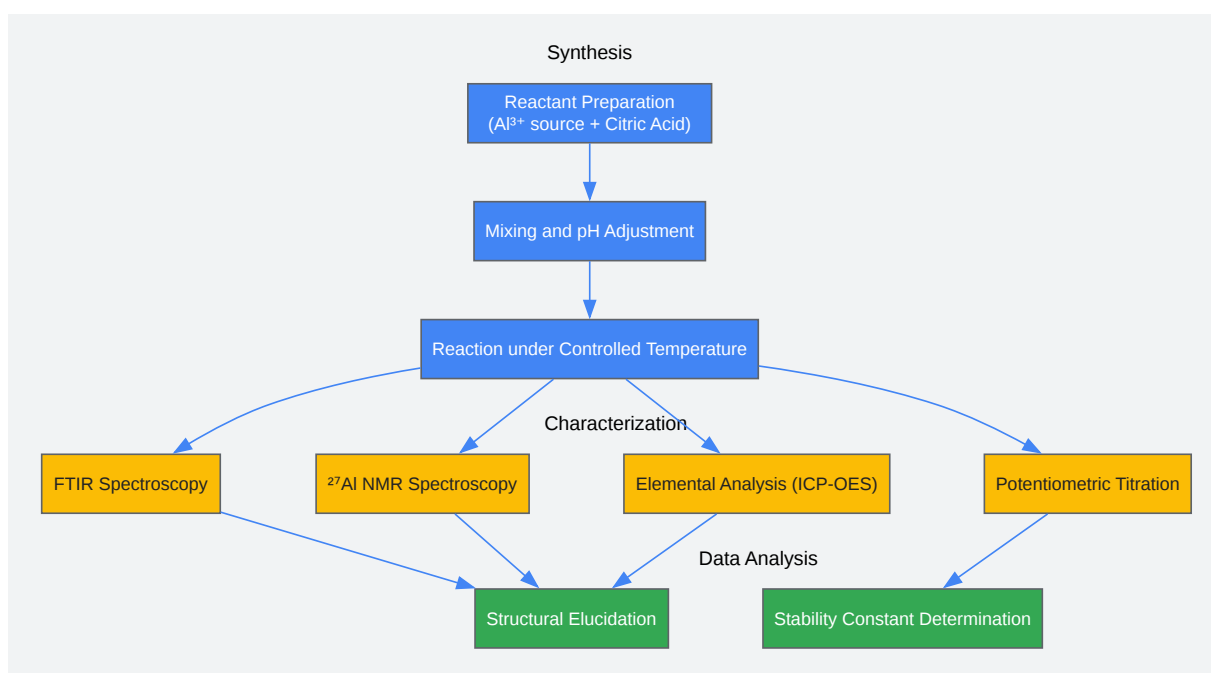 Synthesis
Reactant Preparation
(Al³⁺ source + Citric Acid)
Mixing and pH Adjustment
Reaction under Controlled Temperature
Characterization
FTIR Spectroscopy
²⁷Al NMR Spectroscopy
Elemental Analysis (ICP-OES)
Potentiometric Titration
Data Analysis
Structural Elucidation
Stability Constant Determination